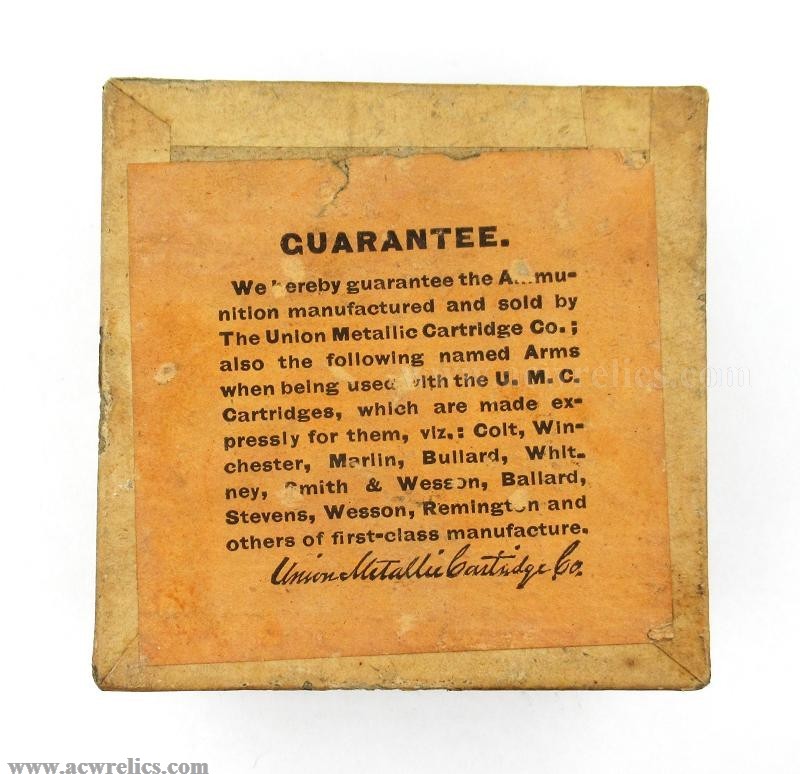 GUARANTEE.
We hereby guarantee the Ammu-
nition manufactured and sold by
The Union Metallic Cartridge Co.;
also the following named Arms
when being used with the U. M. C.
Cartridges, which are made ex-
pressly for them, viz.: Colt, Win-
chester, Marlin, Bullard, Whit-
ney, Smith & Wesson, Ballard,
Stevens, Wesson, Remington and
others of first-class manufacture.
Union Metallic Cartridge Co.
www.acwrelics.com